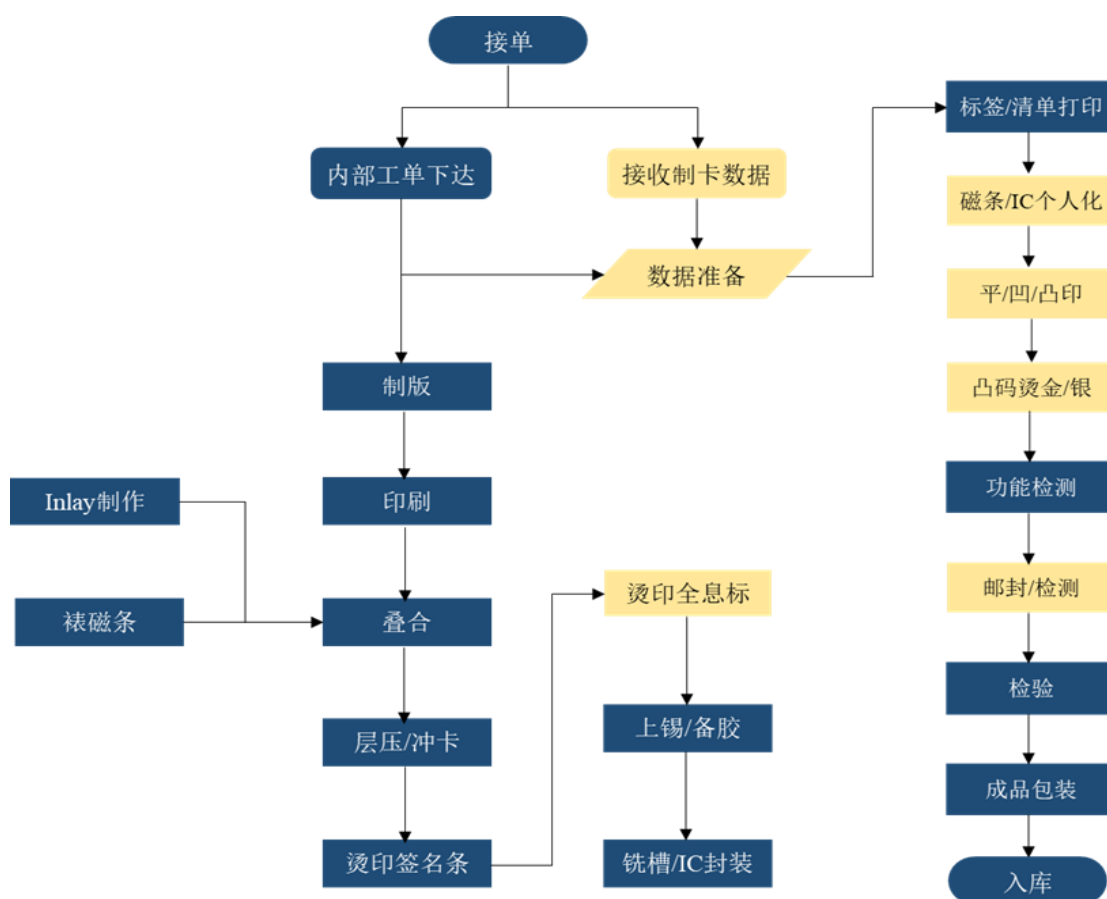 接单
内部工单下达
接收制卡数据
数据准备
制版
Inlay制作
印刷
裱磁条
叠合
层压/冲卡
烫印签名条
烫印全息标
上锡/备胶
铣槽/IC封装
标签/清单打印
磁条/IC个人化
平/凹/凸印
凸码烫金/银
功能检测
邮封/检测
检验
成品包装
入库